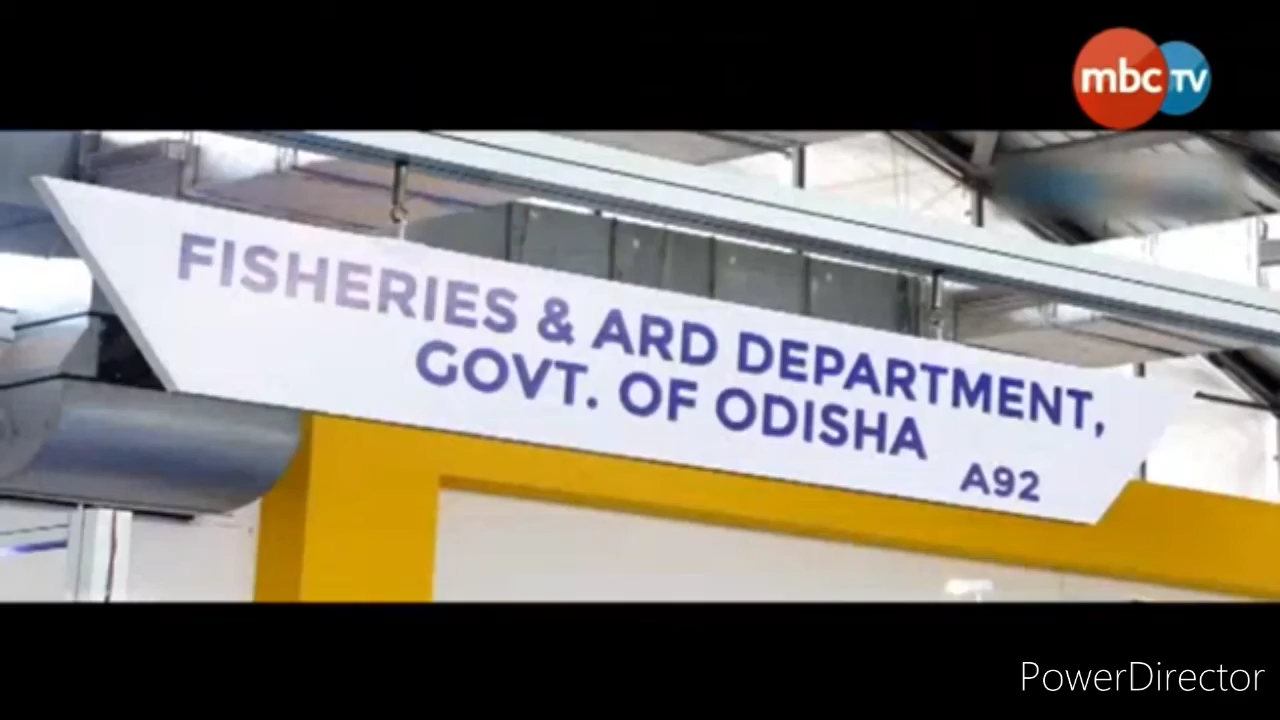 mbc TV
FISHERIES & ARD DEPARTMENT,
GOVT. OF ODISHA
A92
PowerDirector